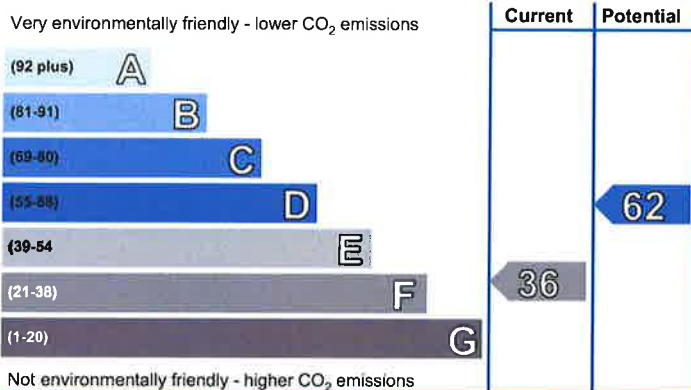 Very environmentally friendly - lower CO₂ emissions
Current Potential
(92 plus) A
(81-91) B
(69-80) C
(55-68) D
62
(39-54 E
(21-38) F
36
(1-20) G
Not environmentally friendly - higher CO₂ emissions